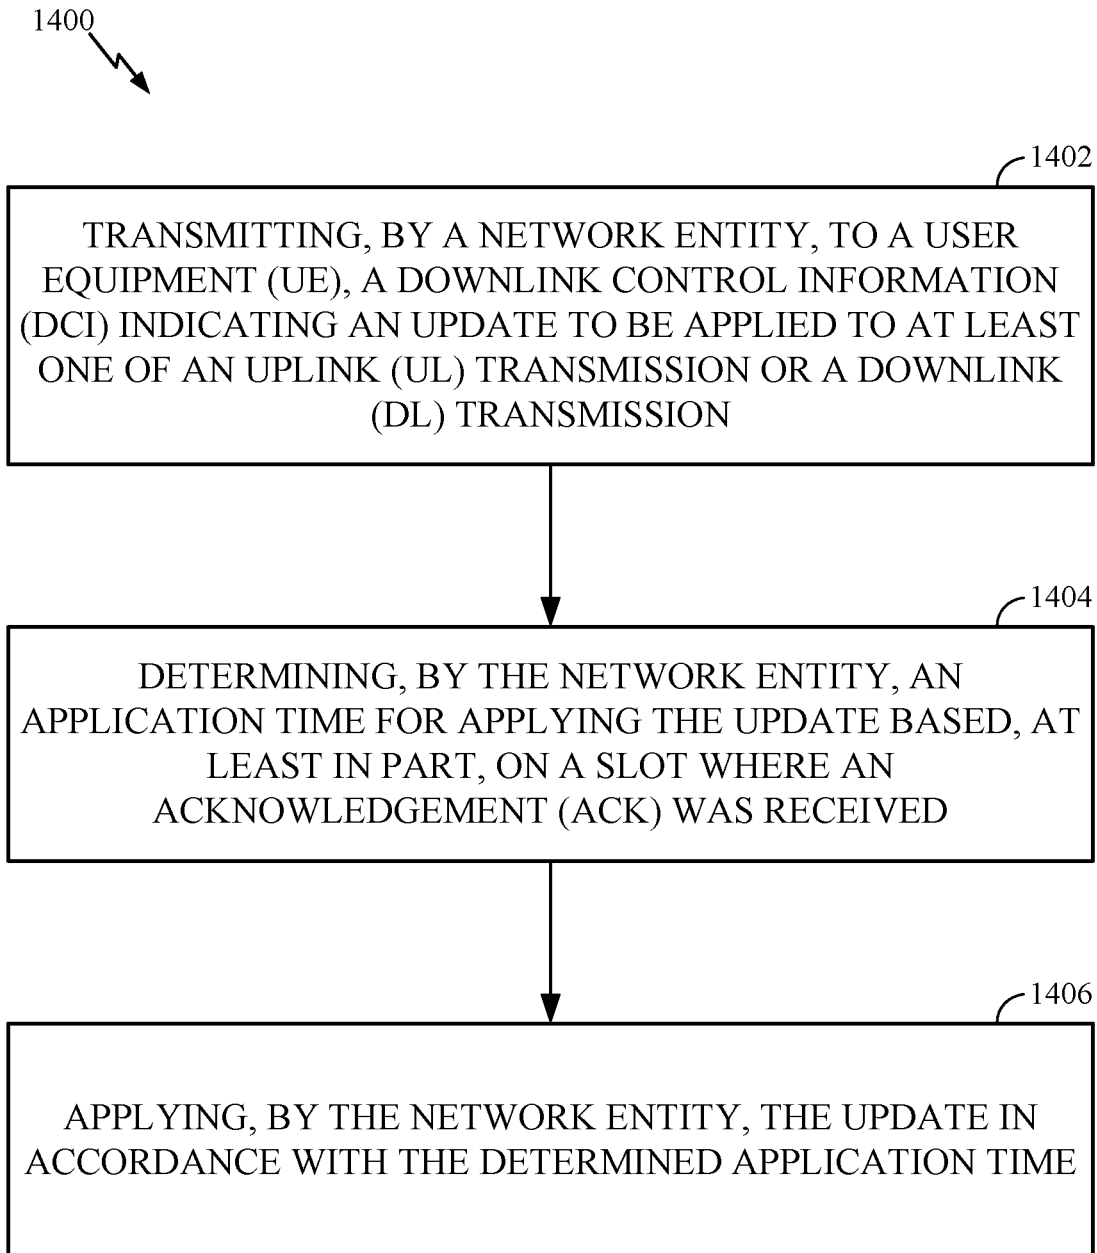 1400
1402
TRANSMITTING, BY A NETWORK ENTITY, TO A USER
EQUIPMENT (UE), A DOWNLINK CONTROL INFORMATION
(DCI) INDICATING AN UPDATE TO BE APPLIED TO AT LEAST
ONE OF AN UPLINK (UL) TRANSMISSION OR A DOWNLINK
(DL) TRANSMISSION
1404
DETERMINING, BY THE NETWORK ENTITY, AN
APPLICATION TIME FOR APPLYING THE UPDATE BASED, AT
LEAST IN PART, ON A SLOT WHERE AN
ACKNOWLEDGEMENT (ACK) WAS RECEIVED
1406
APPLYING, BY THE NETWORK ENTITY, THE UPDATE IN
ACCORDANCE WITH THE DETERMINED APPLICATION TIME